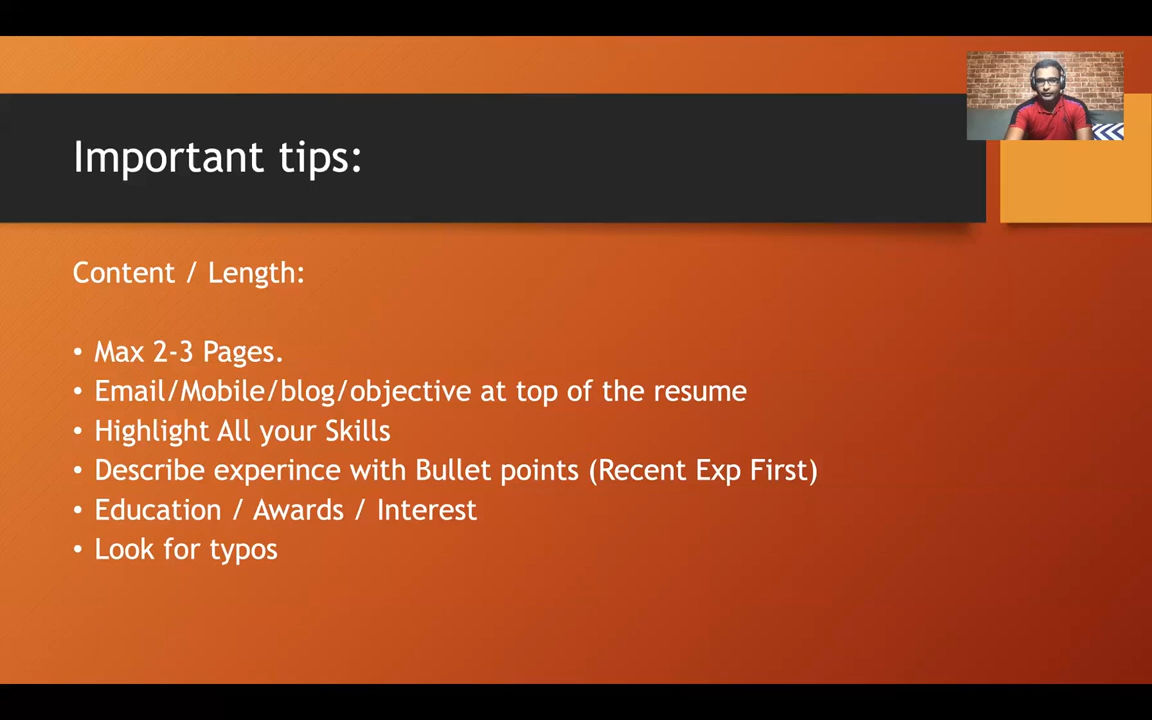 Important tips:
Content / Length:
• Max 2-3 Pages.
• Email/Mobile/blog/objective at top of the resume
• Highlight All your Skills
• Describe experince with Bullet points (Recent Exp First)
• Education / Awards / Interest
• Look for typos